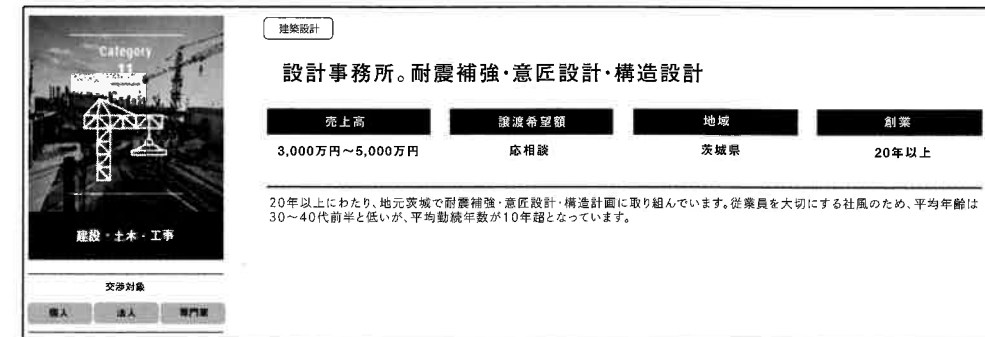 Category
11
建設・土木・工事
交渉対象
個人
法人
専門家
建築設計
設計事務所。耐震補強・意匠設計・構造設計
売上高
譲渡希望額
地域
創業
3,000万円～5,000万円
応相談
茨城県
20年以上
20年以上にわたり、地元茨城で耐震補強・意匠設計・構造計画に取り組んでいます。従業員を大切にする社風のため、平均年齢は
30～40代前半と低いが、平均勤続年数が10年超となっています。